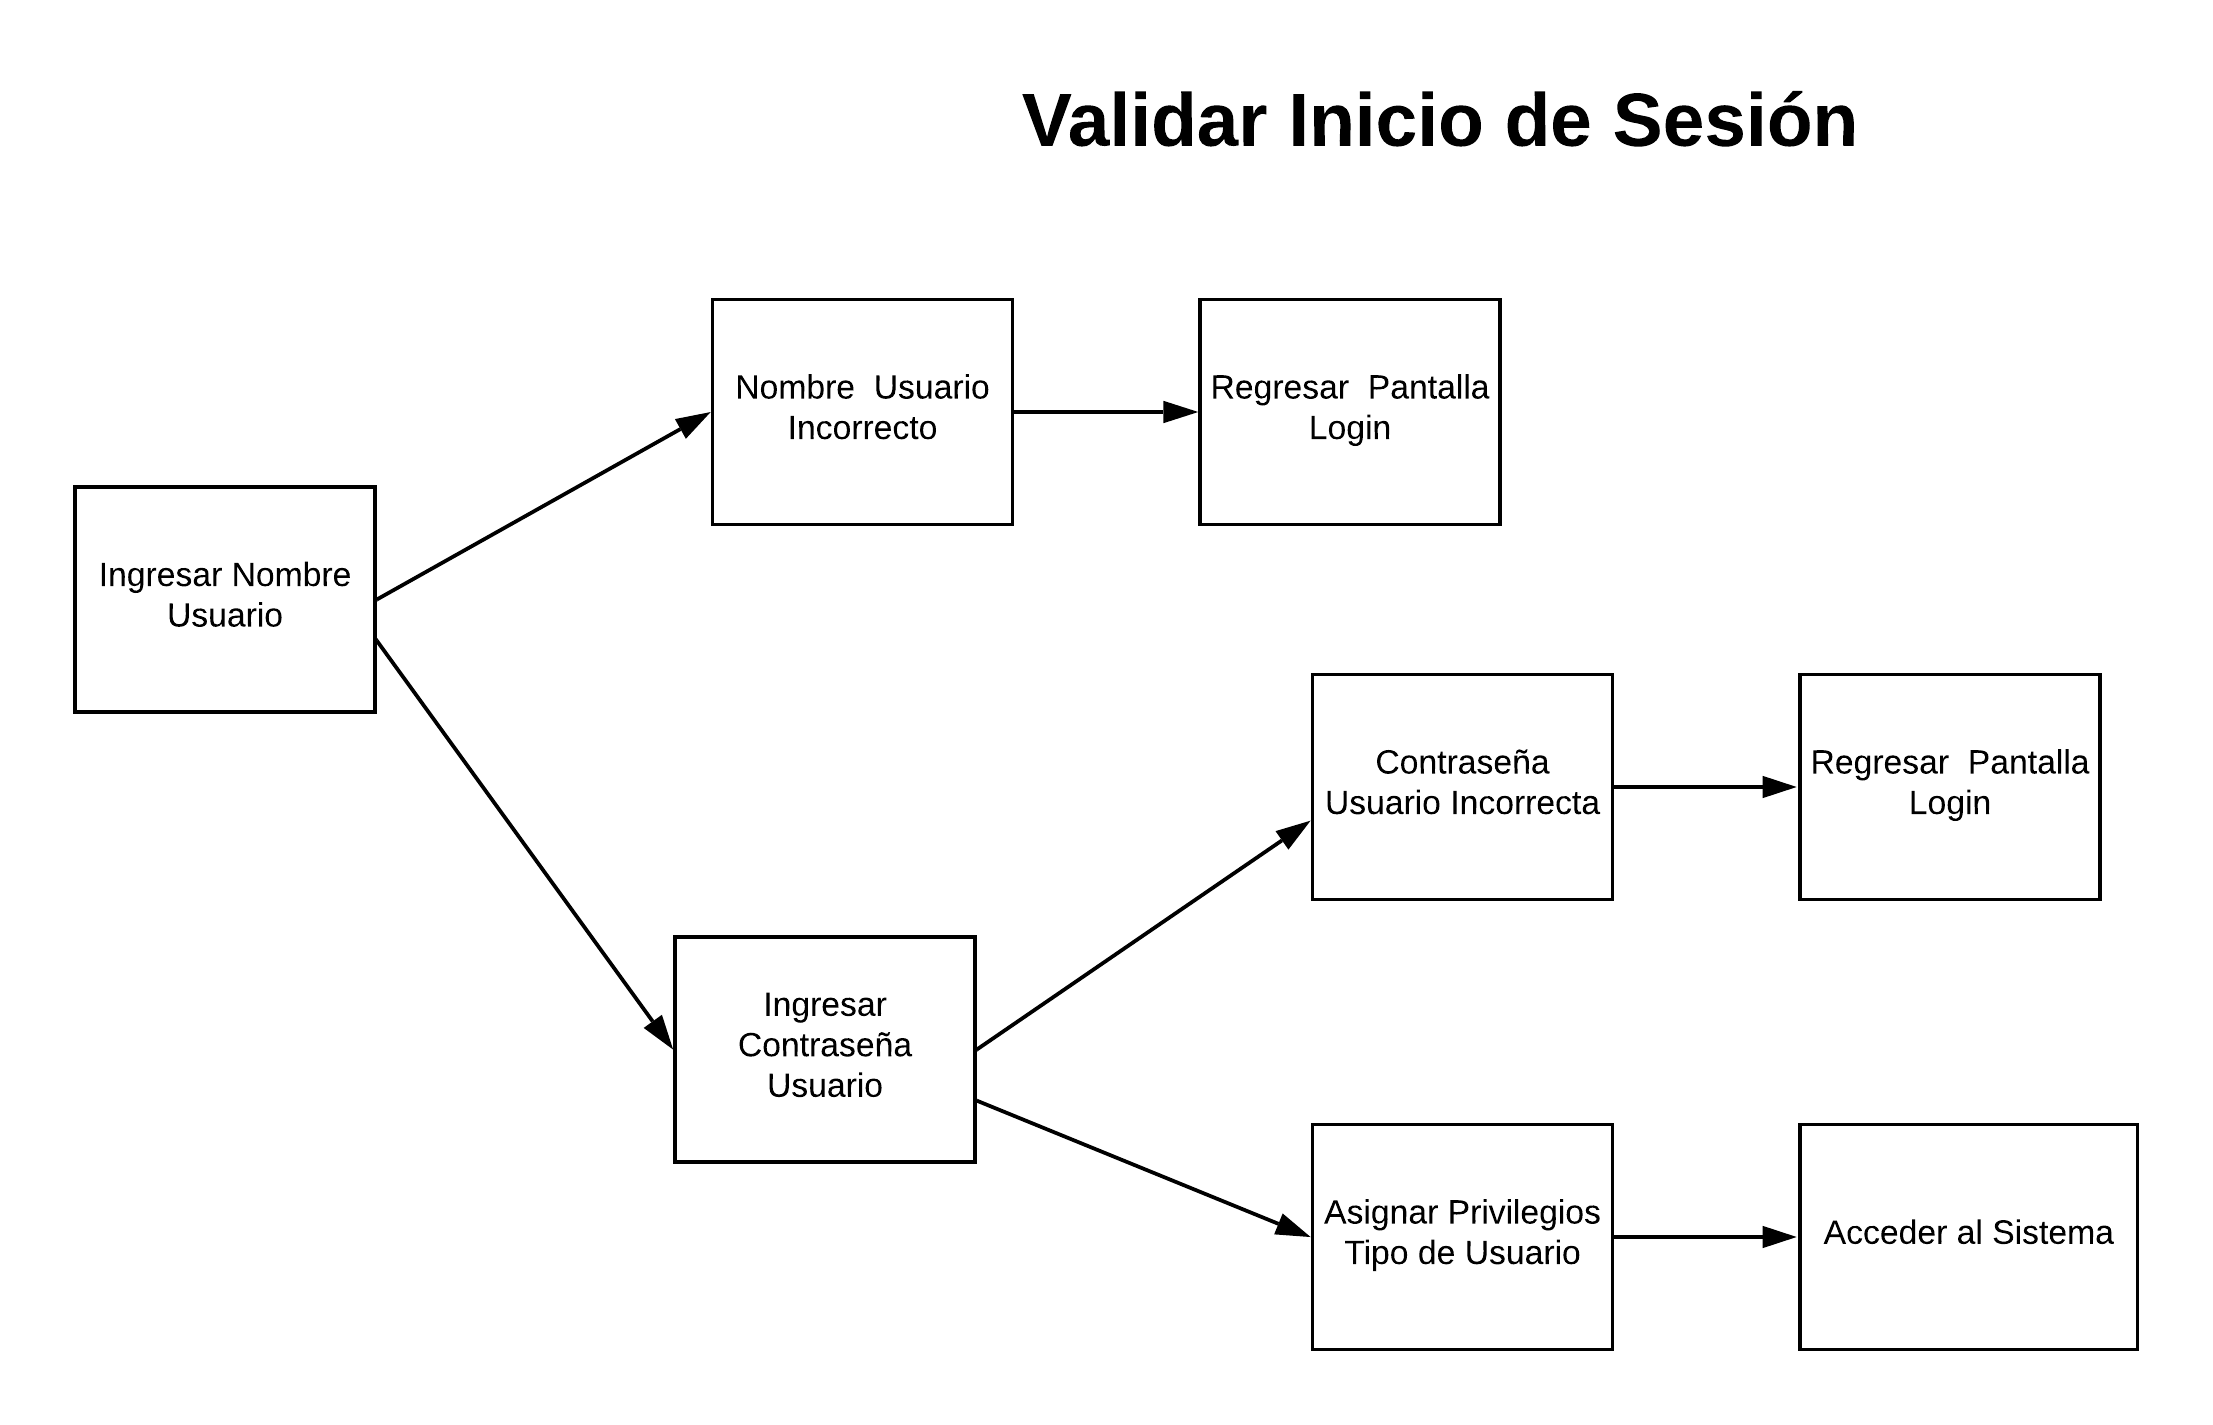 Validar Inicio de Sesión
Nombre  Usuario
Incorrecto
Regresar  Pantalla
Login
Ingresar Nombre
Usuario
Contraseña
Usuario Incorrecta
Regresar  Pantalla
Login
Ingresar
Contraseña
Usuario
Asignar Privilegios
Tipo de Usuario
Acceder al Sistema